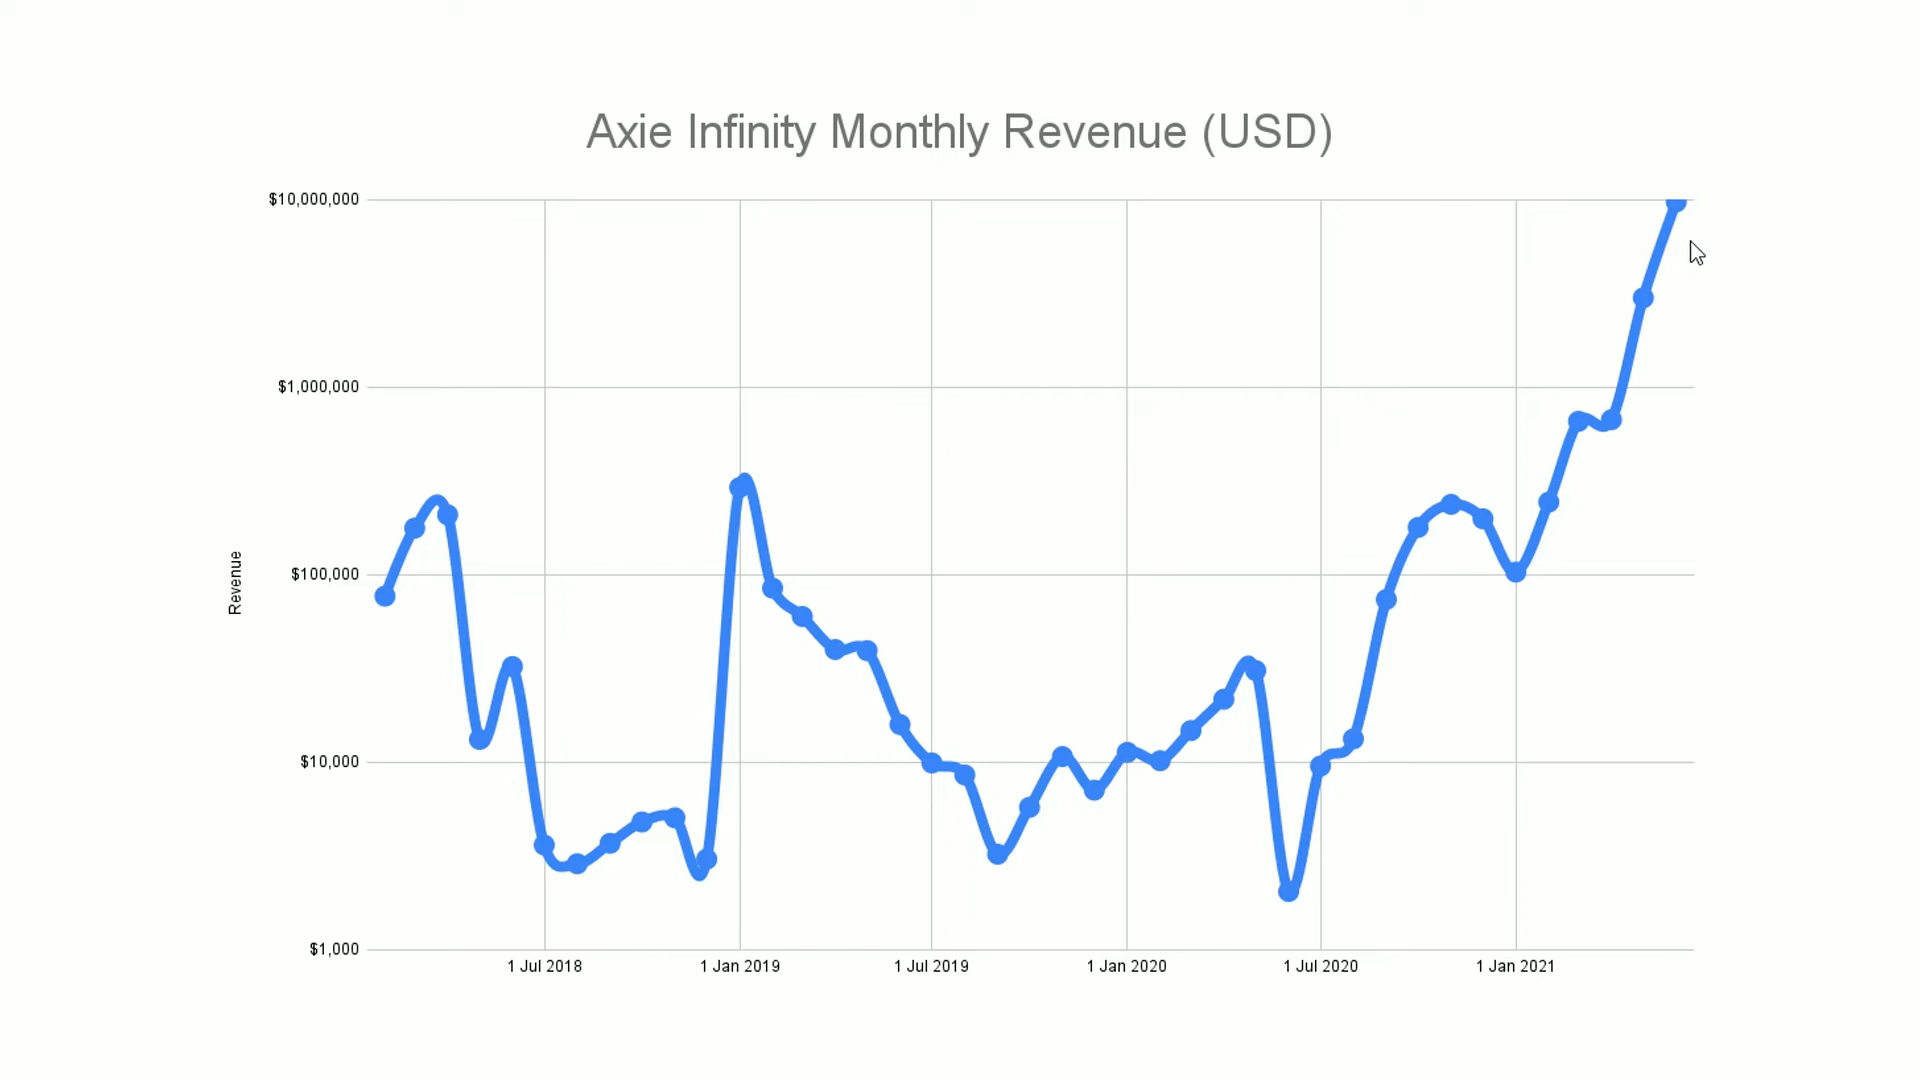 Axie Infinity Monthly Revenue (USD)
$10,000,000
$1,000,000
$100,000
$10,000
$1,000
Revenue
1 Jul 2018
1 Jan 2019
1 Jul 2019
1 Jan 2020
1 Jul 2020
1 Jan 2021